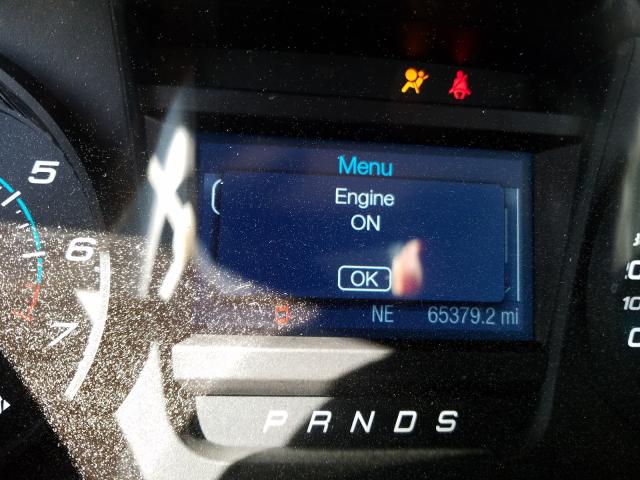 Menu
Engine
ON
OK
NE 65379.2 mi
P R N D S
5
6
7